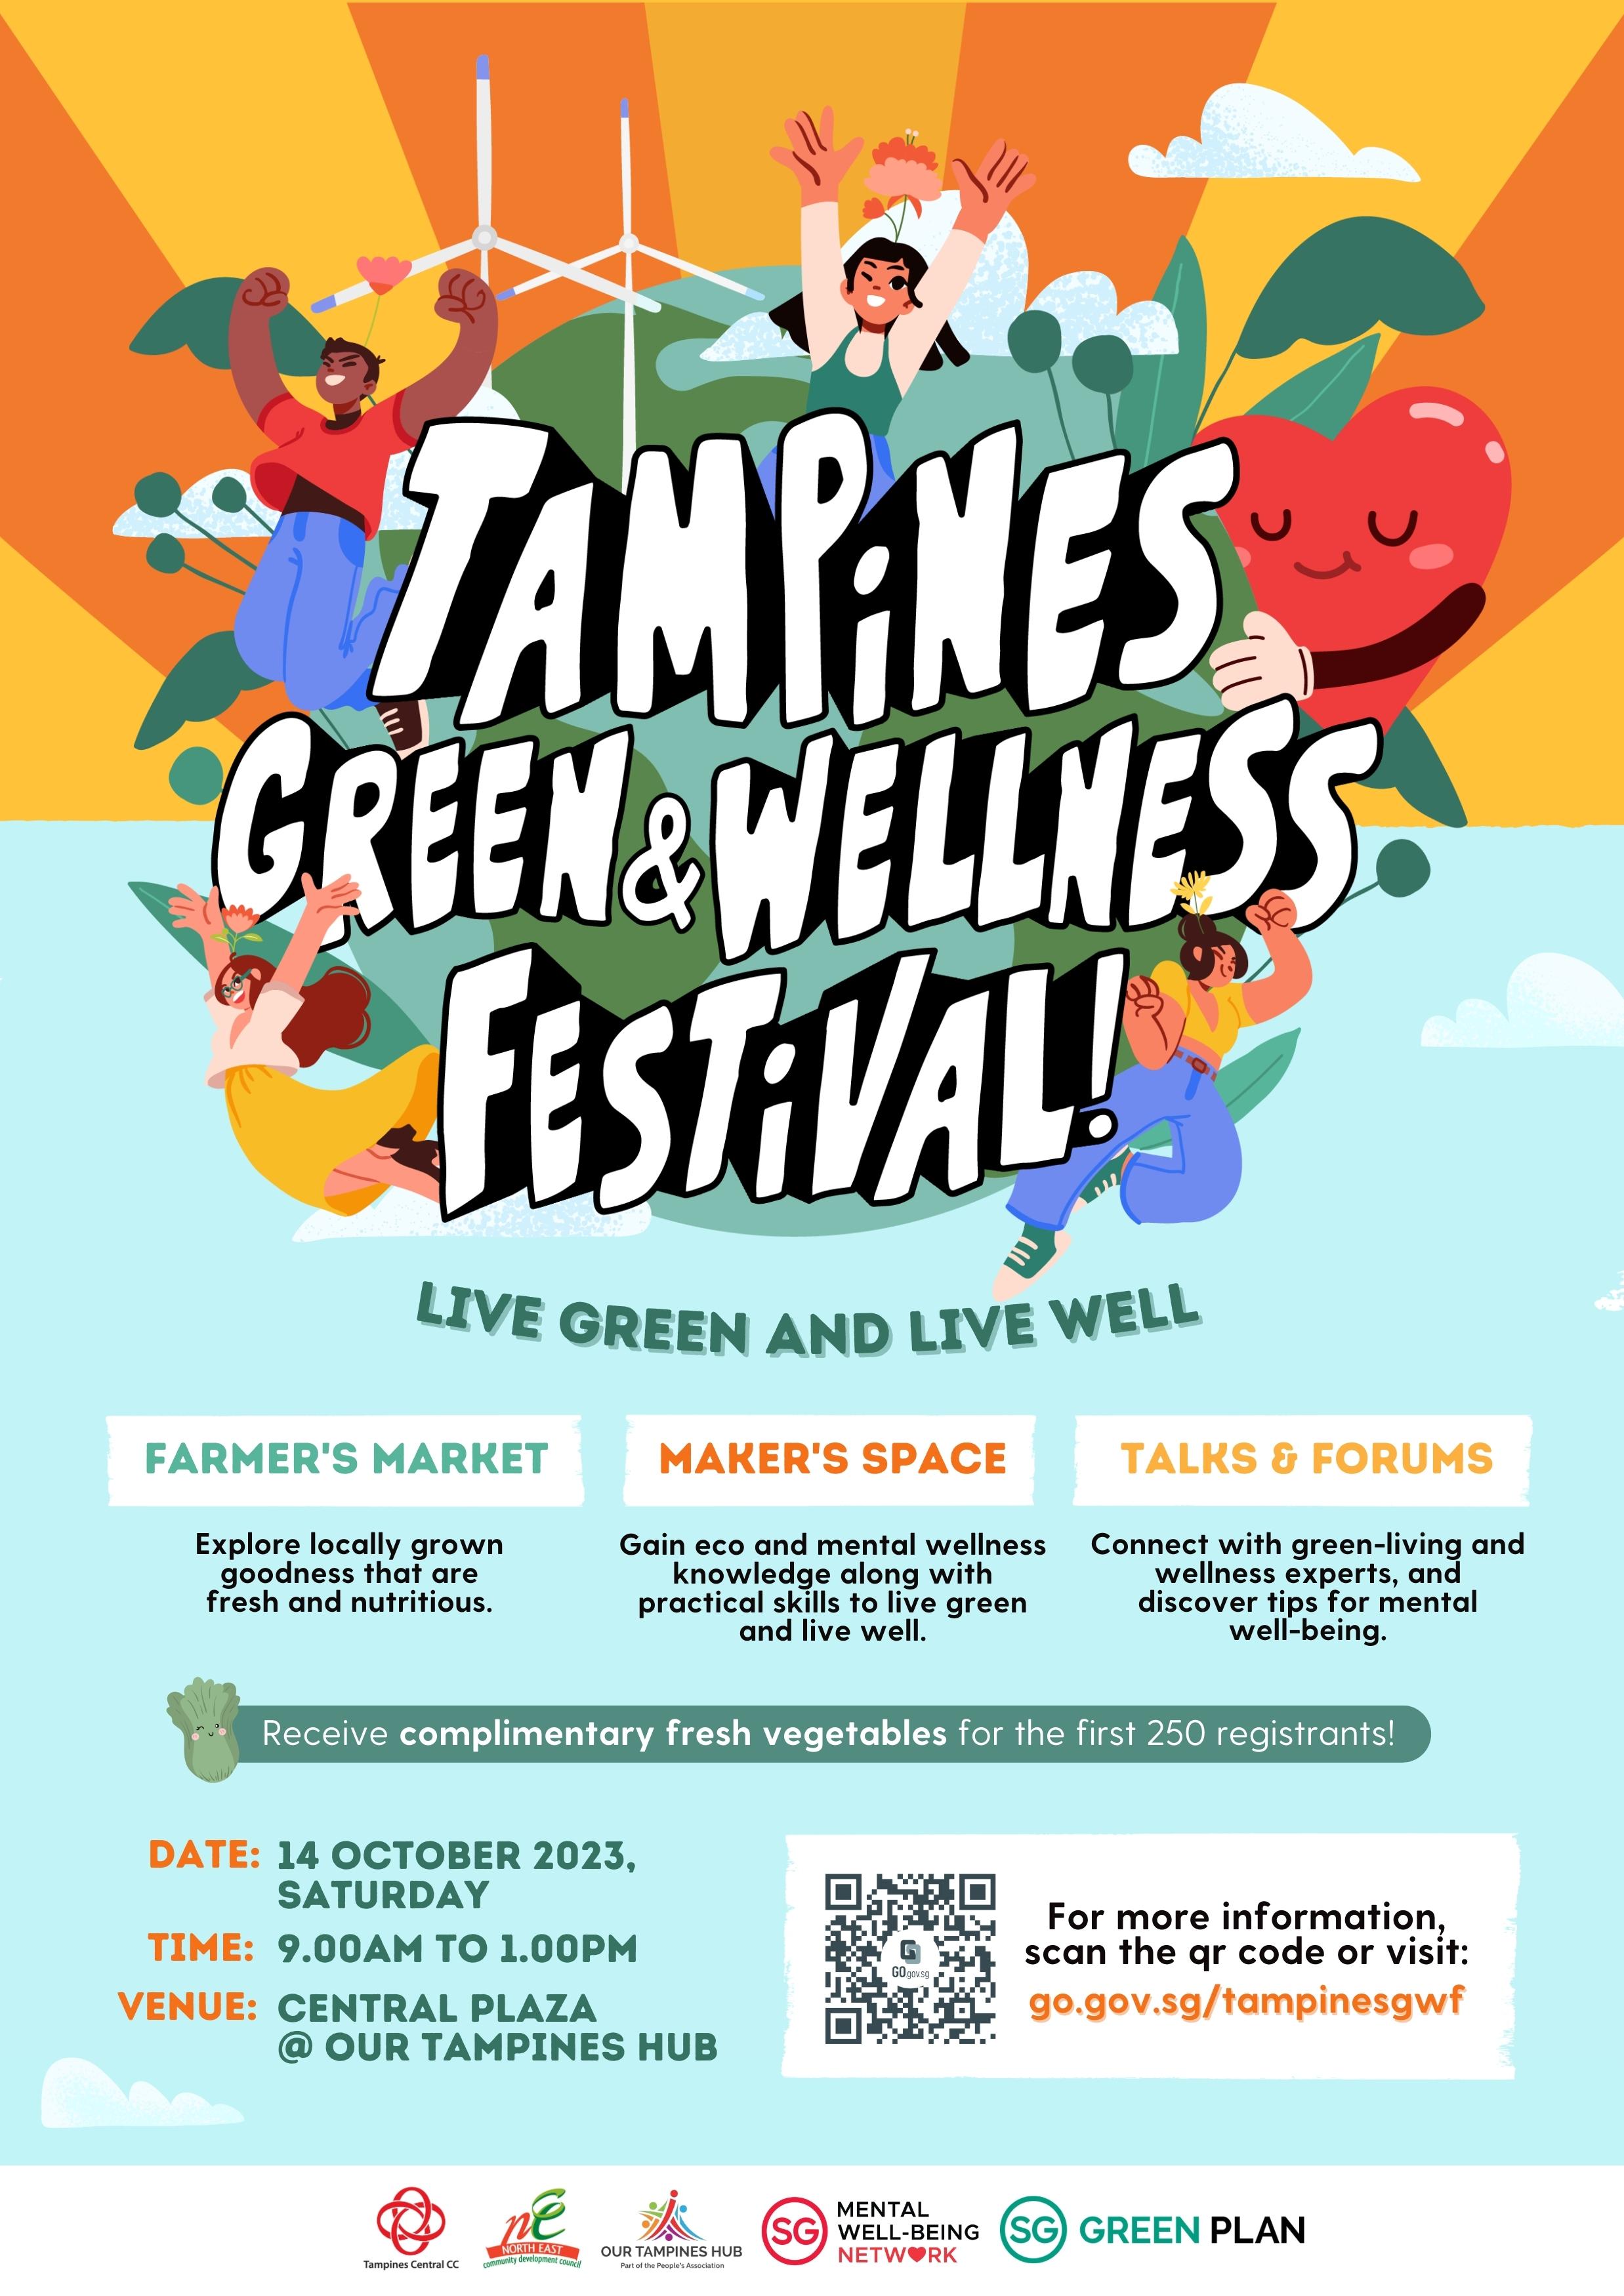 TAMPiNES
GREEN & WELLNESS
FESTiVAL!
LIVE GREEN AND LIVE WELL
FARMER'S MARKET
Explore locally grown
goodness that are
fresh and nutritious.
MAKER'S SPACE
Gain eco and mental wellness
knowledge along with
practical skills to live green
and live well.
TALKS & FORUMS
Connect with green-living and
wellness experts, and
discover tips for mental
well-being.
Receive complimentary fresh vegetables for the first 250 registrants!
DATE: 14 OCTOBER 2023,
SATURDAY
TIME: 9.00AM TO 1.00PM
VENUE: CENTRAL PLAZA
@ OUR TAMPINES HUB
GO.gov.sg
For more information,
scan the qr code or visit:
go.gov.sg/tampinesgwf
Tampines Central CC
NE
NORTH EAST
community development council
OUR TAMPINES HUB
Part of the People's Association
SG
MENTAL
WELL-BEING
NETW♥RK
SG GREEN PLAN